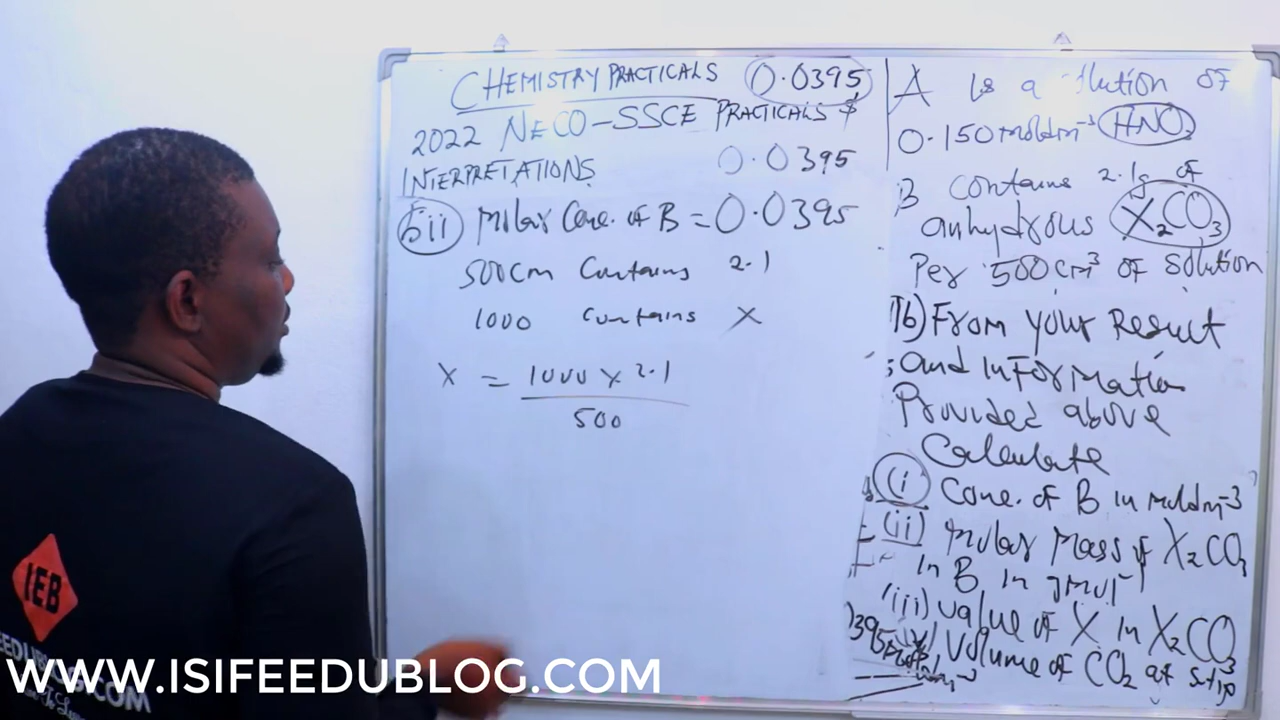 CHEMISTRY PRACTICALS 0.0395
2022 NECO-SSCE PRACTICALS $
INTERPRETATIONS 0.0395
5ii Molar Conc. of B = 0.0395
500cm Contains 2.1
1000 contains X
X = 1000 x 2.1
500
A is a solution of
0.150 moldm⁻³ HNO₃
B contains 2.1g of
anhydrous X₂CO₃
Per 500cm³ of solution
1b) From your Result
and information
Provided above
Calculate
(i) Conc. of B in moldm⁻³
(ii) Molar Mass of X₂CO₃
in B in gmol⁻¹
(iii) value of X in X₂CO₃
Volume of CO₂ at s.t.p
IEB
WWW.ISIFEEDUBLOG.COM